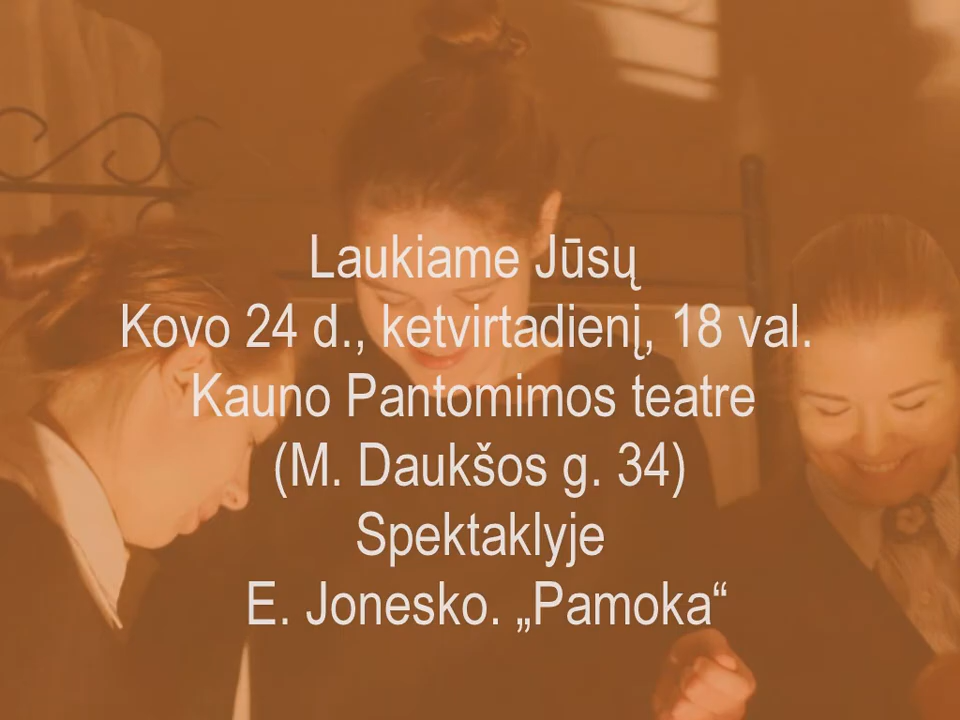 Laukiame Jūsų
Kovo 24 d., ketvirtadienį, 18 val.
Kauno Pantomimos teatre
(M. Daukšos g. 34)
Spektaklyje
E. Jonesko. „Pamoka“